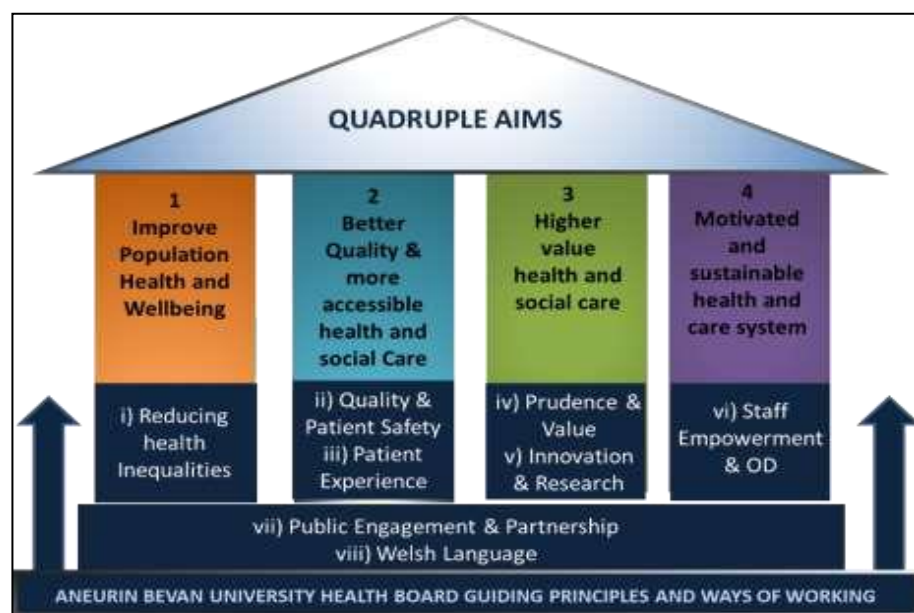 QUADRUPLE AIMS
1
Improve
Population
Health and
Wellbeing
2
Better
Quality &
more
accessible
health and
social Care
3
Higher
value
health and
social care
4
Motivated
and
sustainable
health and
care system
i) Reducing
health
Inequalities
ii) Quality &
Patient Safety
iii) Patient
Experience
iv) Prudence &
Value
v) Innovation
& Research
vi) Staff
Empowerment
& OD
vii) Public Engagement & Partnership
viii) Welsh Language
ANEURIN BEVAN UNIVERSITY HEALTH BOARD GUIDING PRINCIPLES AND WAYS OF WORKING